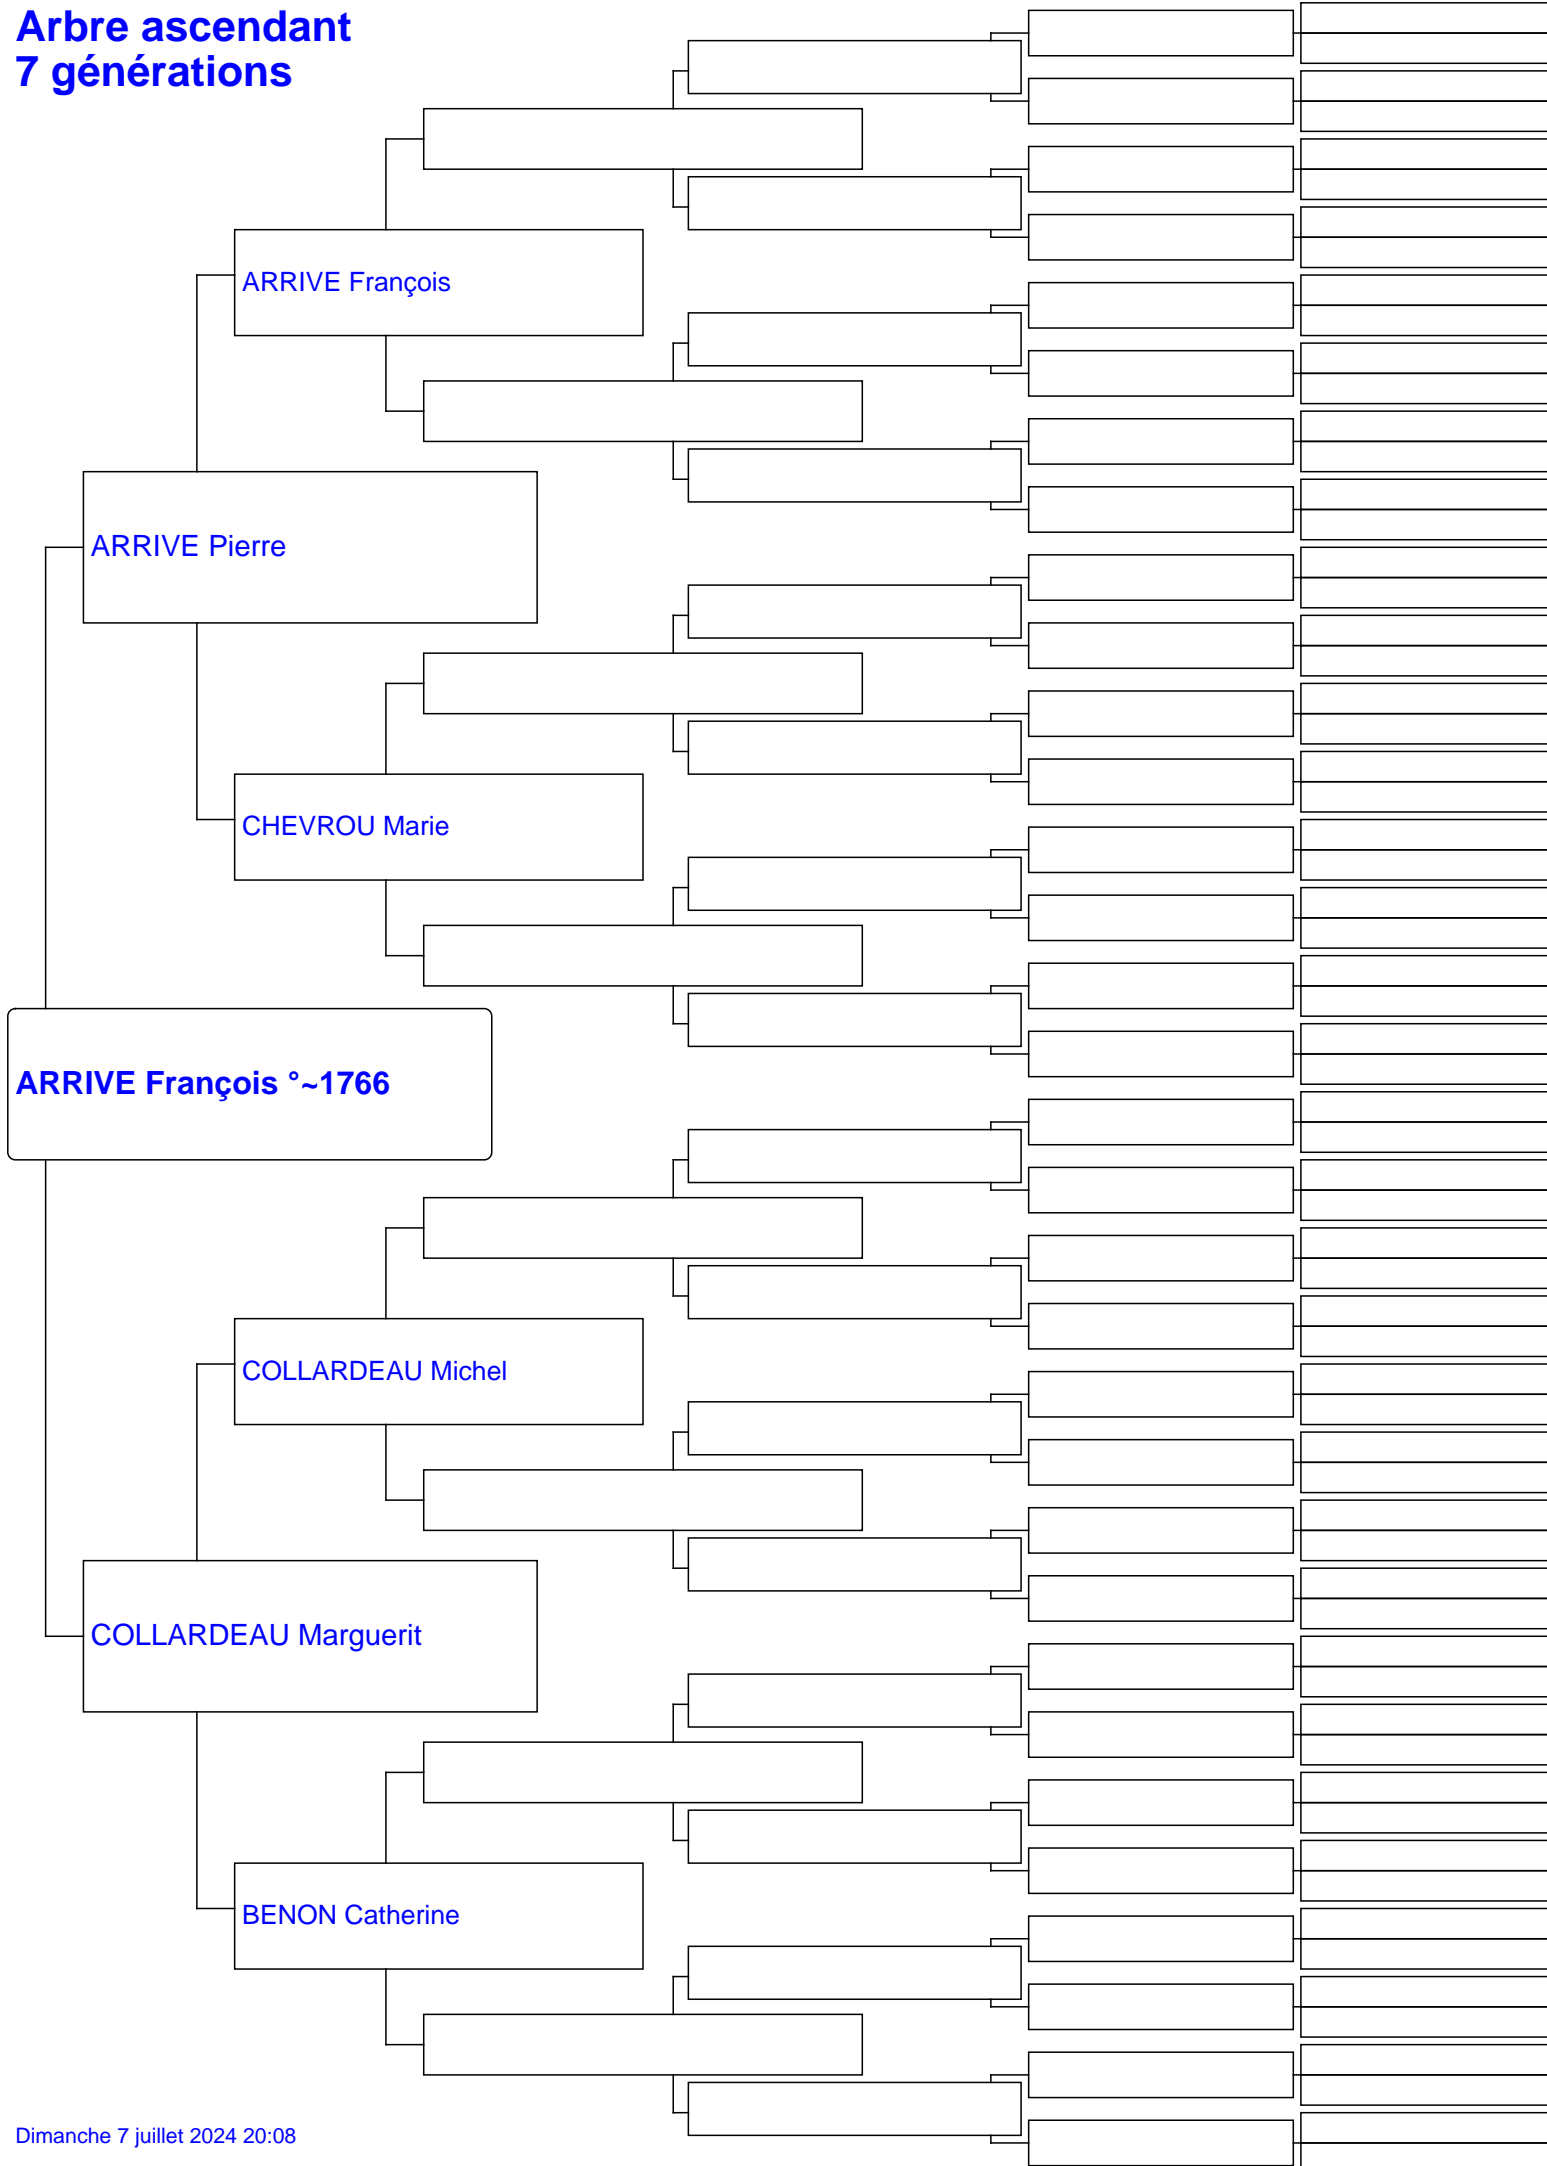 Arbre ascendant
7 générations
ARRIVE François
ARRIVE Pierre
CHEVROU Marie
ARRIVE François °~1766
COLLARDEAU Michel
COLLARDEAU Marguerit
BENON Catherine
Dimanche 7 juillet 2024 20:08